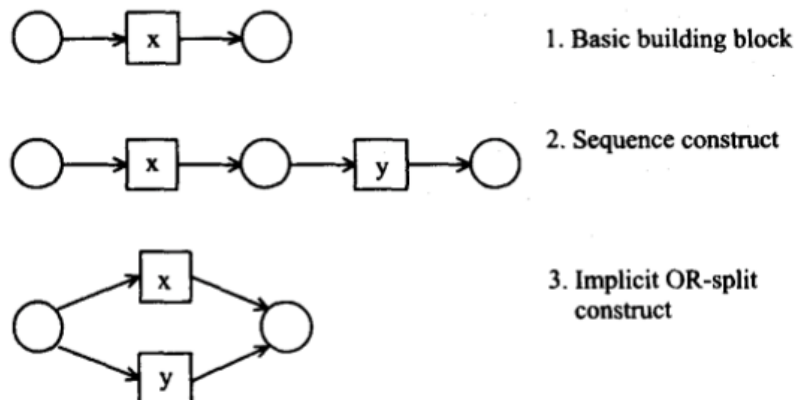 x
1. Basic building block
x
y
2. Sequence construct
x
3. Implicit OR-split
construct
y